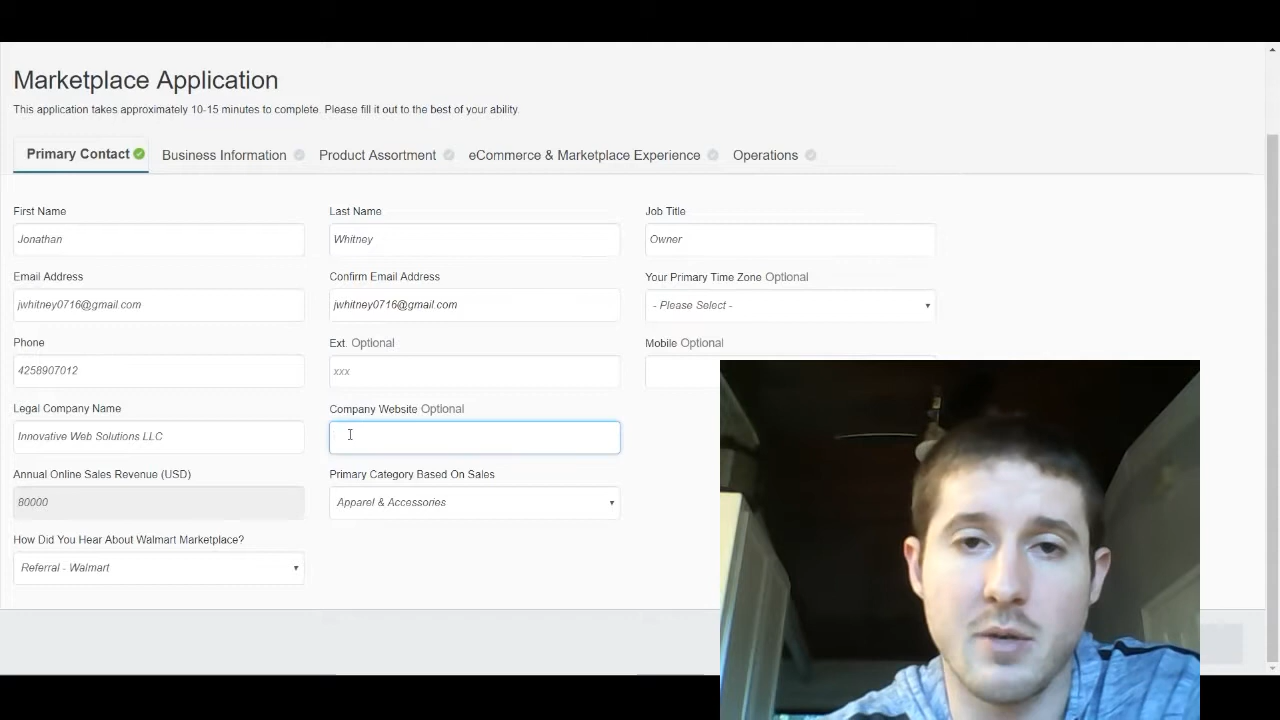 Marketplace Application
This application takes approximately 10-15 minutes to complete. Please fill it out to the best of your ability.
Primary Contact Business Information Product Assortment eCommerce & Marketplace Experience Operations
First Name Last Name Job Title
Jonathan Whitney Owner
Email Address Confirm Email Address Your Primary Time Zone Optional
jwhitney0716@gmail.com jwhitney0716@gmail.com - Please Select -
Phone Ext. Optional Mobile Optional
4258907012 xxx
Legal Company Name Company Website Optional
Innovative Web Solutions LLC
Annual Online Sales Revenue (USD) Primary Category Based On Sales
80000 Apparel & Accessories
How Did You Hear About Walmart Marketplace?
Referral - Walmart